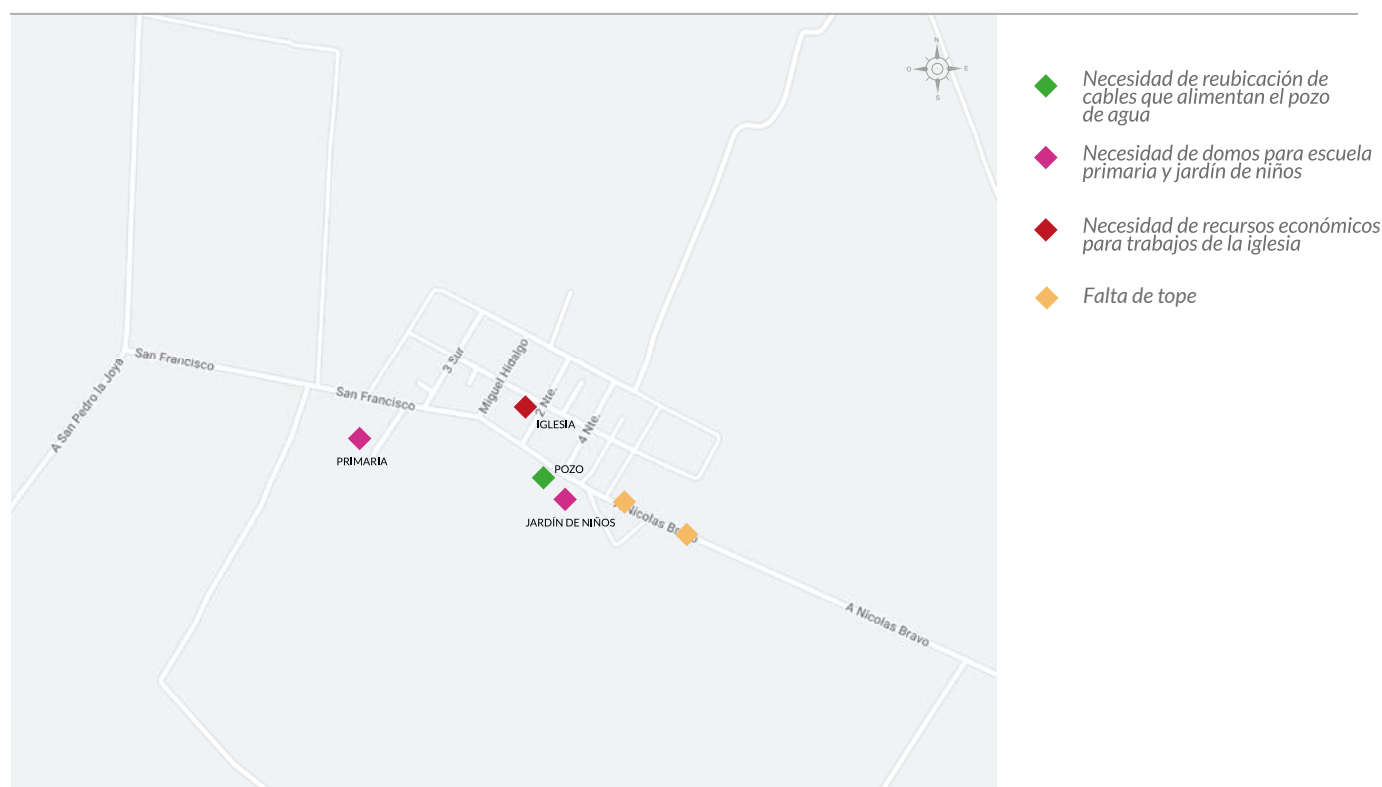 N
O
E
S
Necesidad de reubicación de
cables que alimentan el pozo
de agua
Necesidad de domos para escuela
primaria y jardín de niños
Necesidad de recursos económicos
para trabajos de la iglesia
Falta de tope
San Francisco
A San Pedro la Joya
San Francisco
3 Sur
Miguel Hidalgo
2 Nte.
4 Nte.
IGLESIA
PRIMARIA
POZO
JARDÍN DE NIÑOS
A Nicolas Bravo
A Nicolas Bravo